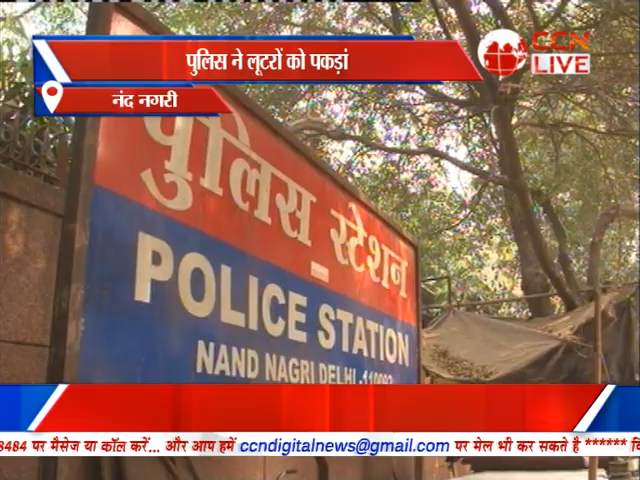 पुलिस ने लूटरों को पकड़ां
CCN
LIVE
नंद नगरी
पुलिस स्टेशन
POLICE STATION
NAND NAGRI DELHI-110093
8484 पर मैसेज या कॉल करें... और आप हमें ccndigitalnews@gmail.com पर मेल भी कर सकते है ****** वि